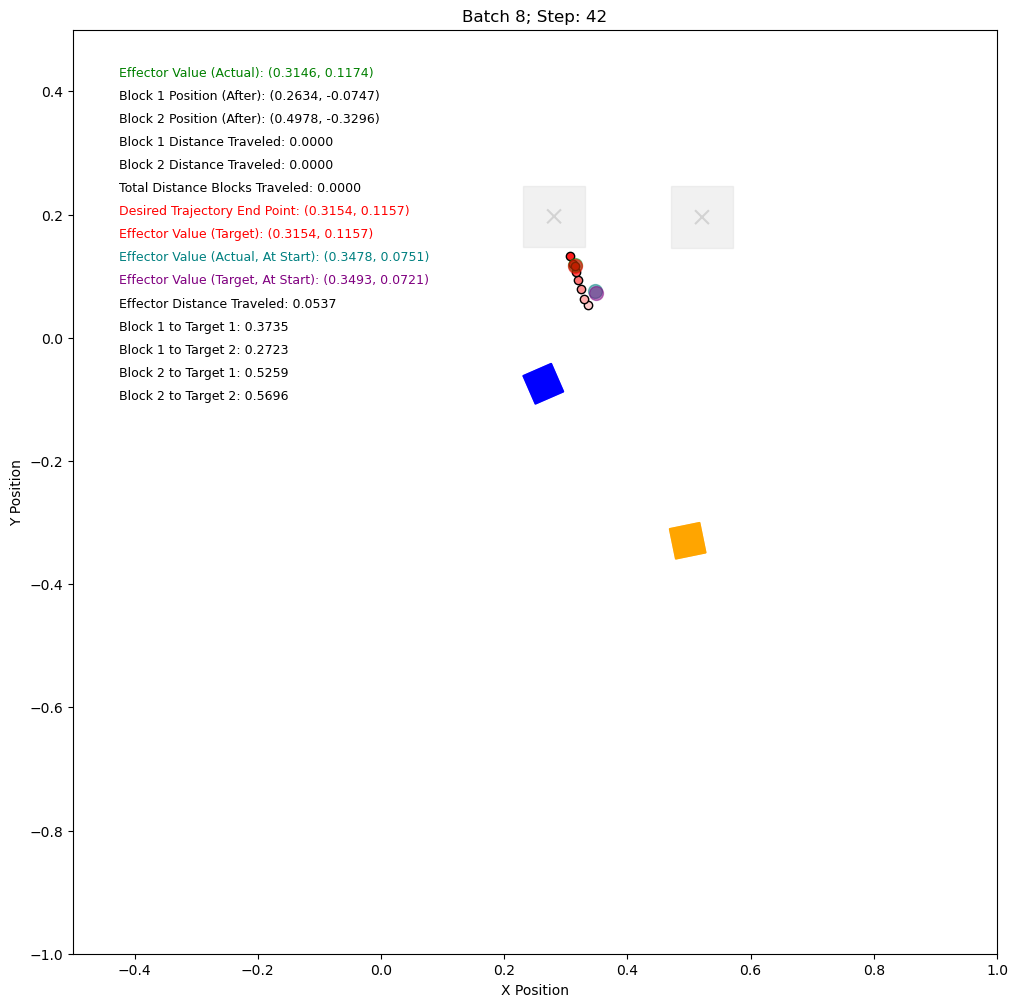 Batch 8; Step: 42
Effector Value (Actual): (0.3146, 0.1174)
Block 1 Position (After): (0.2634, -0.0747)
Block 2 Position (After): (0.4978, -0.3296)
Block 1 Distance Traveled: 0.0000
Block 2 Distance Traveled: 0.0000
Total Distance Blocks Traveled: 0.0000
Desired Trajectory End Point: (0.3154, 0.1157)
Effector Value (Target): (0.3154, 0.1157)
Effector Value (Actual, At Start): (0.3478, 0.0751)
Effector Value (Target, At Start): (0.3493, 0.0721)
Effector Distance Traveled: 0.0537
Block 1 to Target 1: 0.3735
Block 1 to Target 2: 0.2723
Block 2 to Target 1: 0.5259
Block 2 to Target 2: 0.5696
Y Position
0.4
0.2
0.0
−0.2
−0.4
−0.6
−0.8
−1.0
−0.4
−0.2
0.0
0.2
0.4
0.6
0.8
1.0
X Position